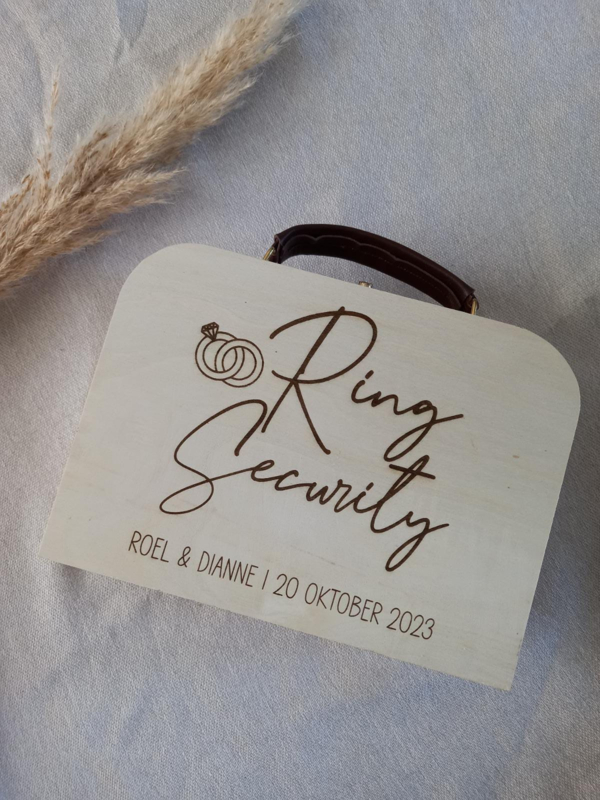 Ring
Security
ROEL & DIANNE | 20 OKTOBER 2023